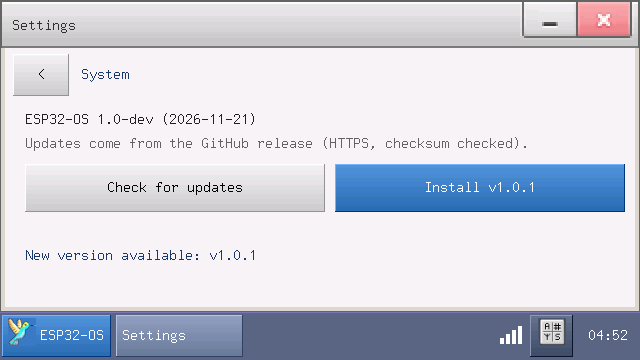 Settings
< System
ESP32-OS 1.0-dev (2026-11-21)
Updates come from the GitHub release (HTTPS, checksum checked).
Check for updates
Install v1.0.1
New version available: v1.0.1
ESP32-OS
Settings
A#
TS
04:52